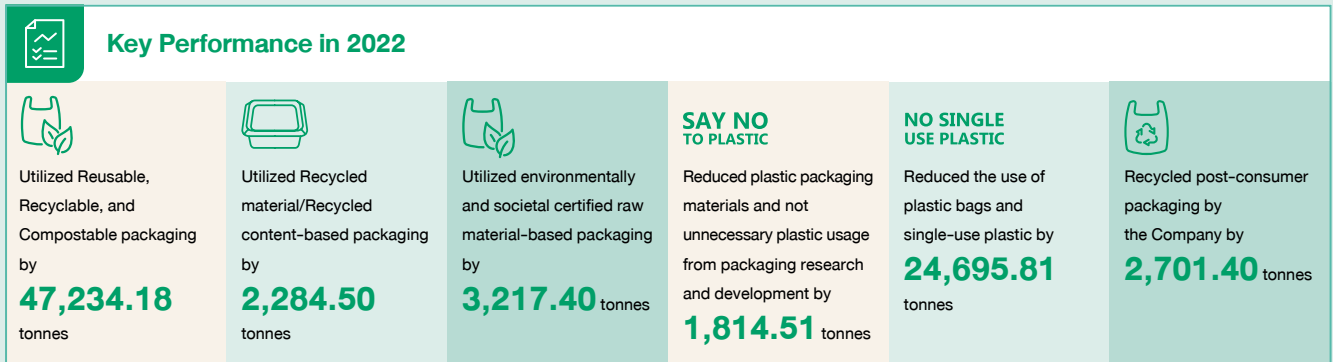 Key Performance in 2022
Utilized Reusable,
Recyclable, and
Compostable packaging
by
47,234.18
tonnes
Utilized Recycled
material/Recycled
content-based packaging
by
2,284.50
tonnes
Utilized environmentally
and societal certified raw
material-based packaging
by
3,217.40 tonnes
SAY NO
TO PLASTIC
Reduced plastic packaging
materials and not
unnecessary plastic usage
from packaging research
and development by
1,814.51 tonnes
NO SINGLE
USE PLASTIC
Reduced the use of
plastic bags and
single-use plastic by
24,695.81
tonnes
Recycled post-consumer
packaging by
the Company by
2,701.40 tonnes